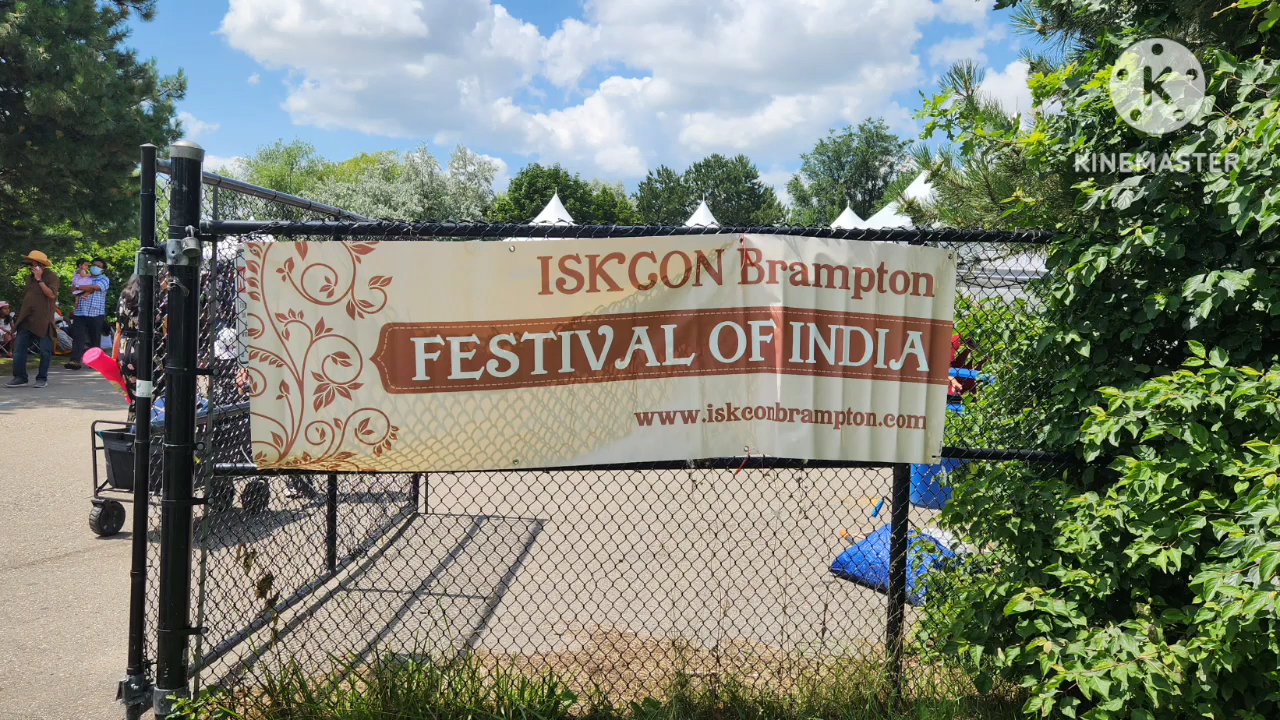 K
KINEMASTER
ISKCON Brampton
FESTIVAL OF INDIA
www.iskconbrampton.com